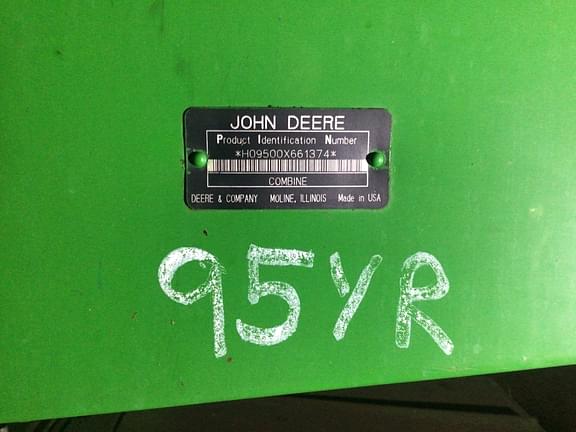 JOHN DEERE
Product Identification Number
*H09500X661374*
COMBINE
DEERE & COMPANY MOLINE, ILLINOIS Made in USA
95YR